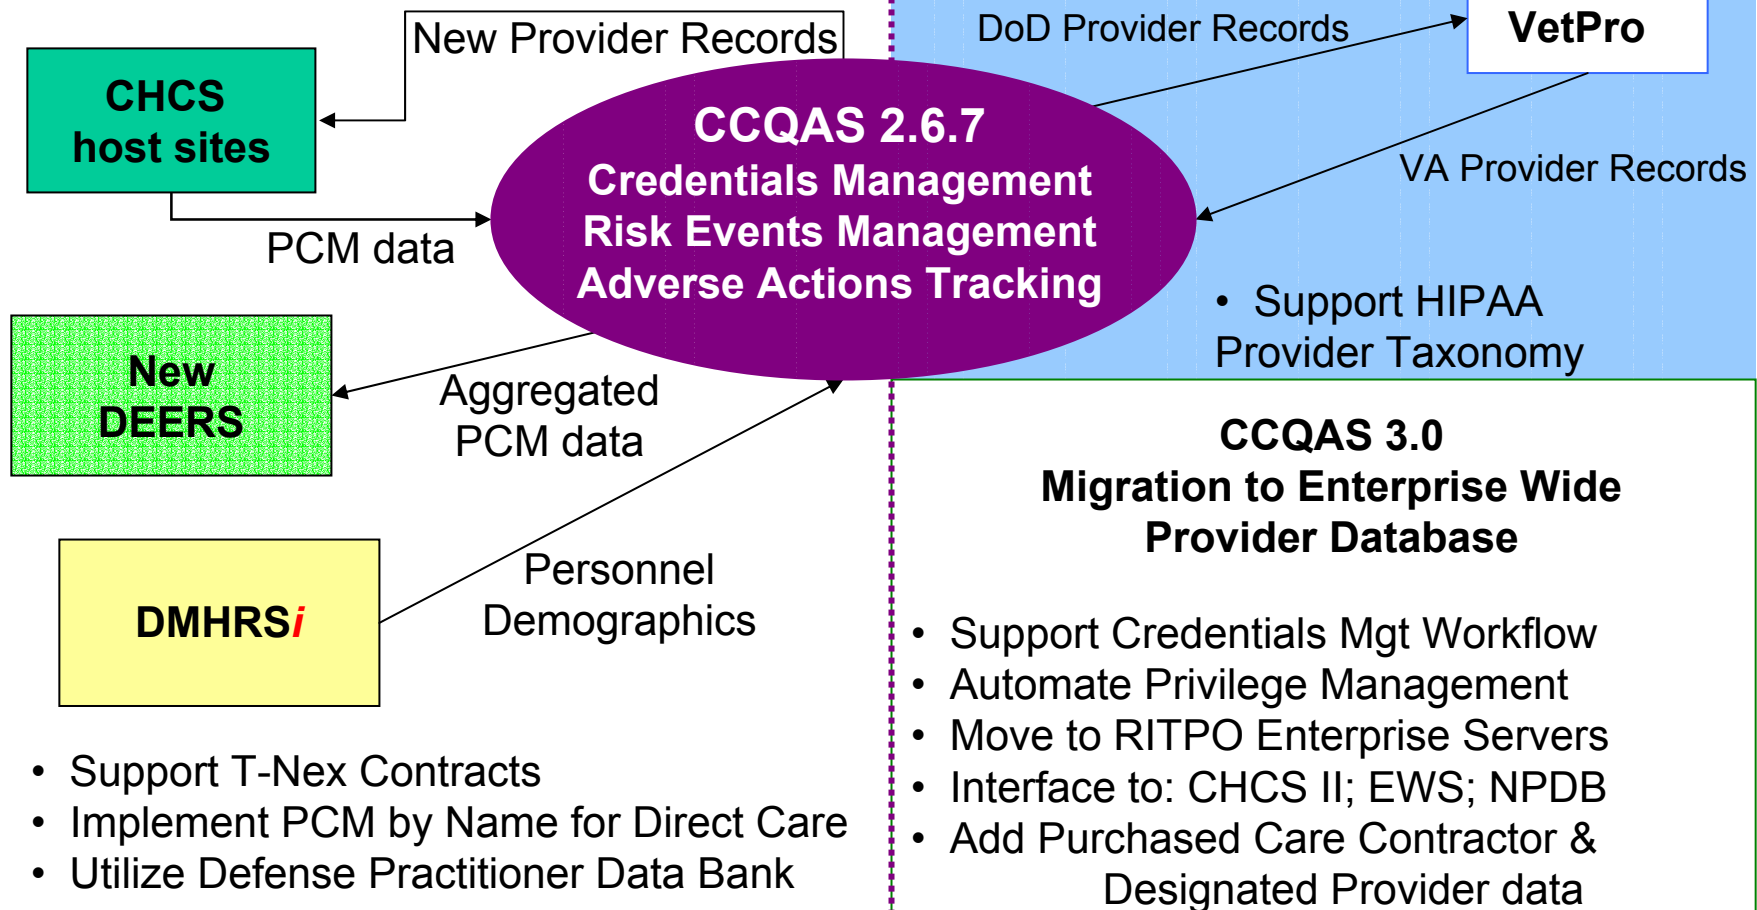 New Provider Records
DoD Provider Records
VetPro
CHCS
host sites
CCQAS 2.6.7
Credentials Management
Risk Events Management
Adverse Actions Tracking
VA Provider Records
PCM data
• Support HIPAA
Provider Taxonomy
New
DEERS
Aggregated
PCM data
DMHRSi
Personnel
Demographics
• Support T-Nex Contracts
• Implement PCM by Name for Direct Care
• Utilize Defense Practitioner Data Bank
CCQAS 3.0
Migration to Enterprise Wide
Provider Database
• Support Credentials Mgt Workflow
• Automate Privilege Management
• Move to RITPO Enterprise Servers
• Interface to: CHCS II; EWS; NPDB
• Add Purchased Care Contractor &
Designated Provider data